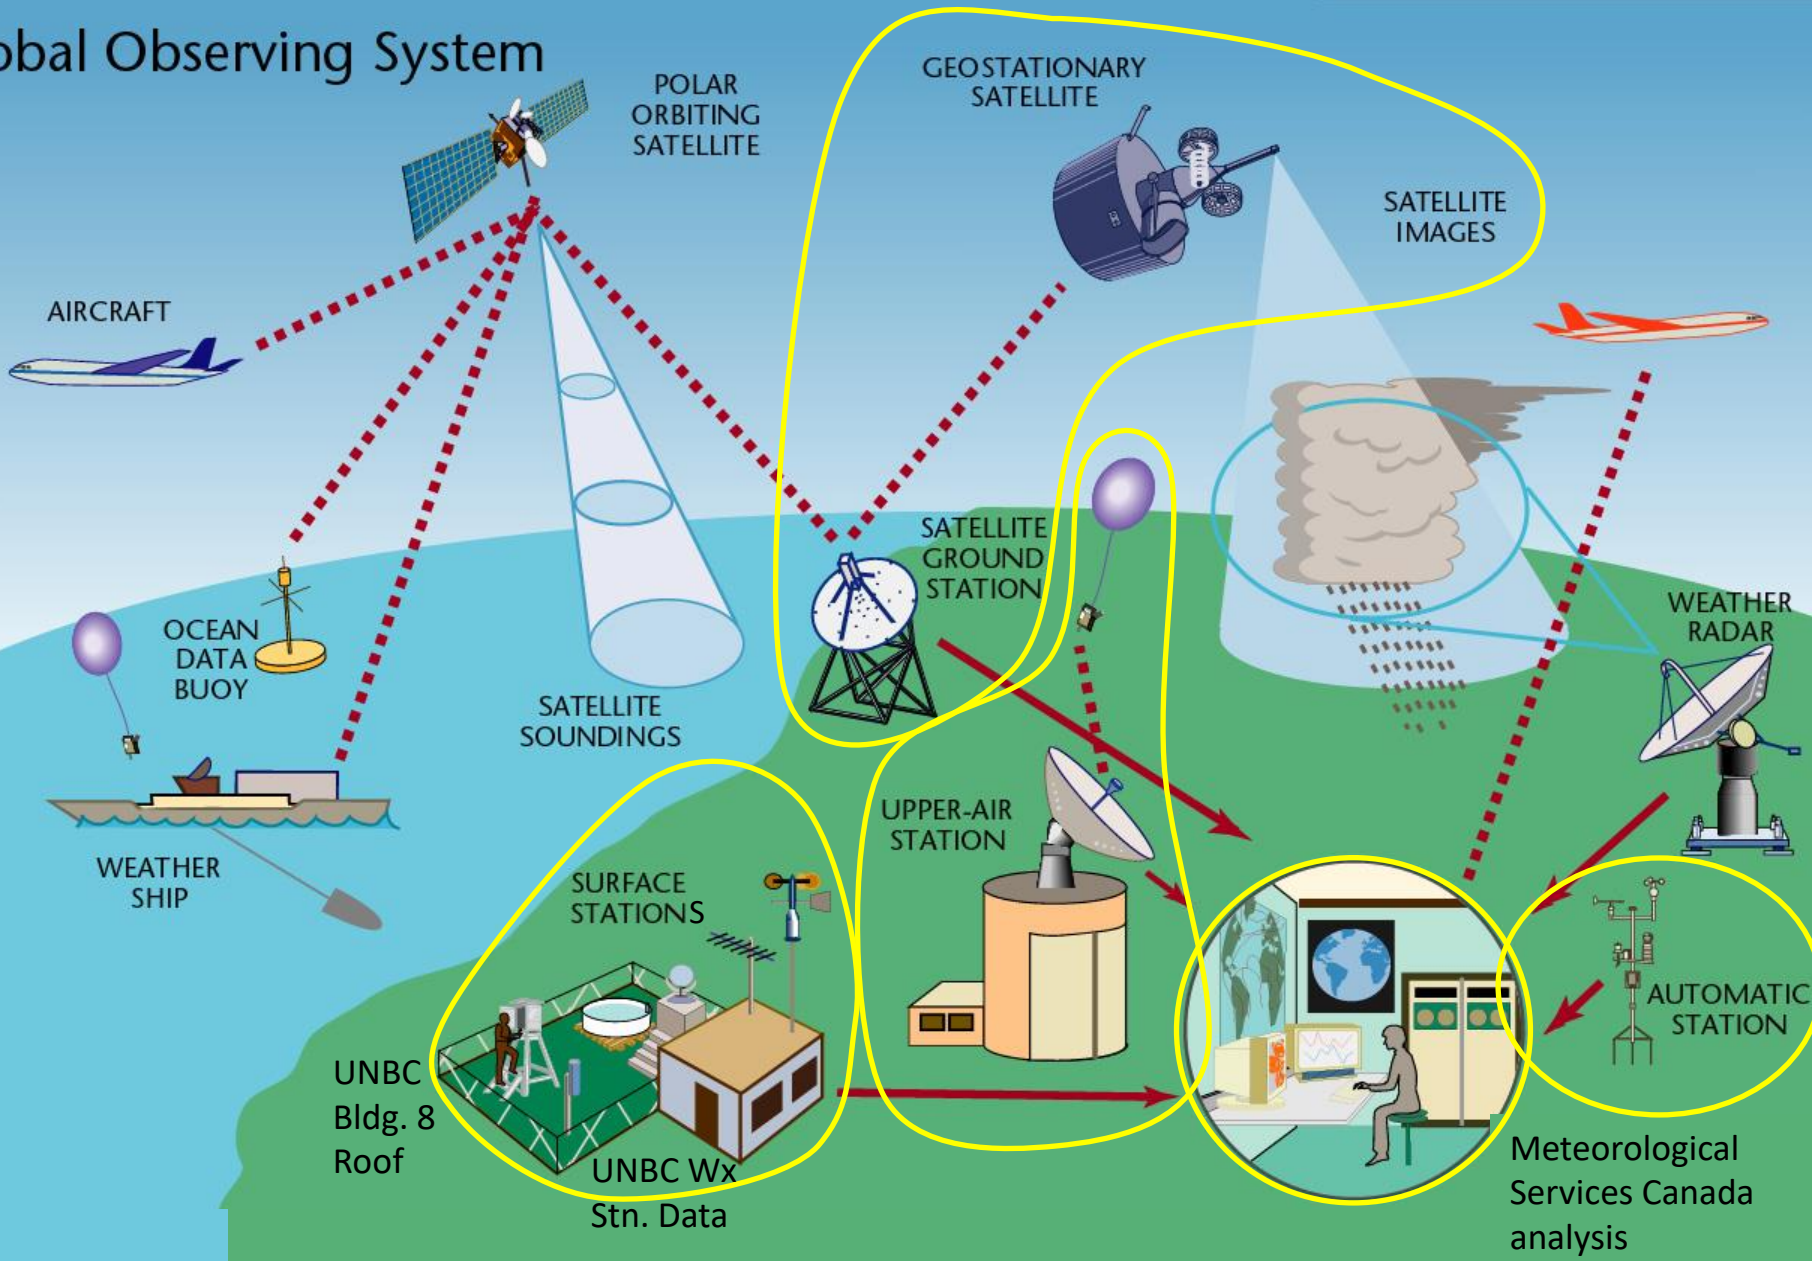 obal Observing System
POLAR
ORBITING
SATELLITE
GEOSTATIONARY
SATELLITE
SATELLITE
IMAGES
AIRCRAFT
SATELLITE
GROUND
STATION
OCEAN
DATA
BUOY
WEATHER
RADAR
SATELLITE
SOUNDINGS
WEATHER
SHIP
UPPER-AIR
STATION
SURFACE
STATIONS
AUTOMATIC
STATION
UNBC
Bldg. 8
Roof
UNBC Wx
Stn. Data
Meteorological
Services Canada
analysis